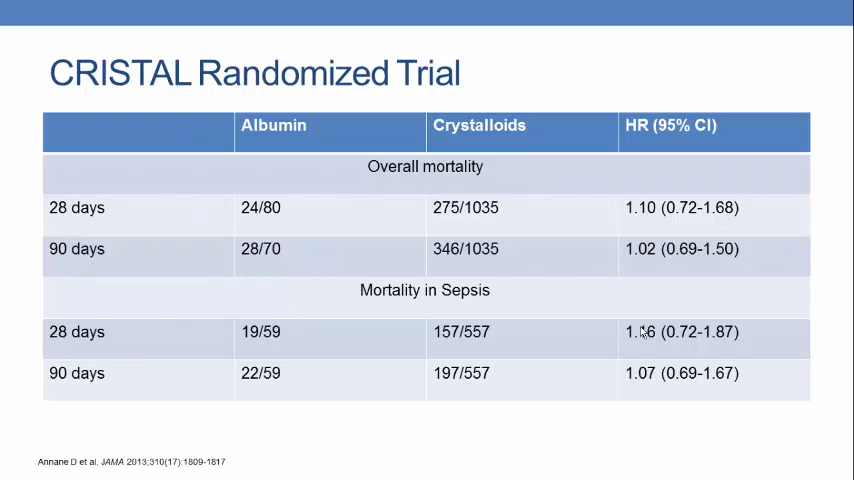 CRISTAL Randomized Trial
Albumin Crystalloids HR (95% CI)
Overall mortality
28 days 24/80 275/1035 1.10 (0.72-1.68)
90 days 28/70 346/1035 1.02 (0.69-1.50)
Mortality in Sepsis
28 days 19/59 157/557 (0.72-1.87)
90 days 22/59 197/557 1.07 (0.69-1.67)
Annane D et al, JAMA 2013;310(17):1809-1817